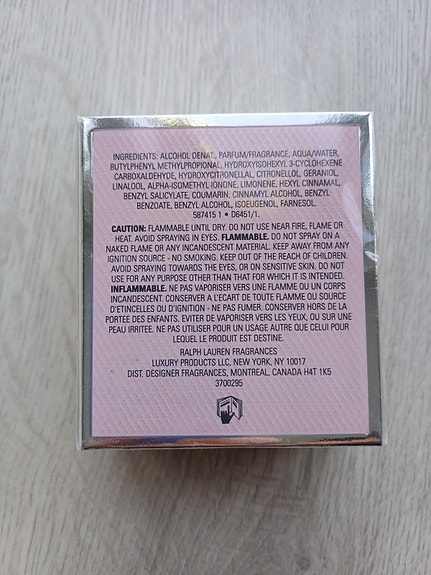 INGREDIENTS: ALCOHOL DENAT., PARFUM/FRAGRANCE, AQUA/WATER,
BUTYLPHENYL METHYLPROPIONAL, HYDROXYISOHEXYL 3-CYCLOHEXENE
CARBOXALDEHYDE, HYDROXYCITRONELLAL, CITRONELLOL, GERANIOL,
LINALOOL, ALPHA-ISOMETHYL IONONE, LIMONENE, HEXYL CINNAMAL,
BENZYL SALICYLATE, COUMARIN, CINNAMYL ALCOHOL, BENZYL
BENZOATE, BENZYL ALCOHOL, ISOEUGENOL, FARNESOL.
587415 1 • D6451/1.
CAUTION: FLAMMABLE UNTIL DRY. DO NOT USE NEAR FIRE, FLAME OR
HEAT. AVOID SPRAYING IN EYES. FLAMMABLE. DO NOT SPRAY ON A
NAKED FLAME OR ANY INCANDESCENT MATERIAL. KEEP AWAY FROM ANY
IGNITION SOURCE - NO SMOKING. KEEP OUT OF THE REACH OF CHILDREN.
AVOID SPRAYING TOWARDS THE EYES, OR ON SENSITIVE SKIN. DO NOT
USE FOR ANY PURPOSE OTHER THAN THAT FOR WHICH IT IS INTENDED.
INFLAMMABLE. NE PAS VAPORISER VERS UNE FLAMME OU UN CORPS
INCANDESCENT. CONSERVER A L'ECART DE TOUTE FLAMME OU SOURCE
D'ETINCELLES OU D'IGNITION - NE PAS FUMER. CONSERVER HORS DE LA
PORTEE DES ENFANTS. EVITER DE VAPORISER VERS LES YEUX, OU SUR UNE
PEAU IRRITEE. NE PAS UTILISER POUR UN USAGE AUTRE QUE CELUI POUR
LEQUEL LE PRODUIT EST DESTINE.
RALPH LAUREN FRAGRANCES
LUXURY PRODUCTS LLC, NEW YORK, NY 10017
DIST. DESIGNER FRAGRANCES, MONTREAL, CANADA H4T 1K5
3700295